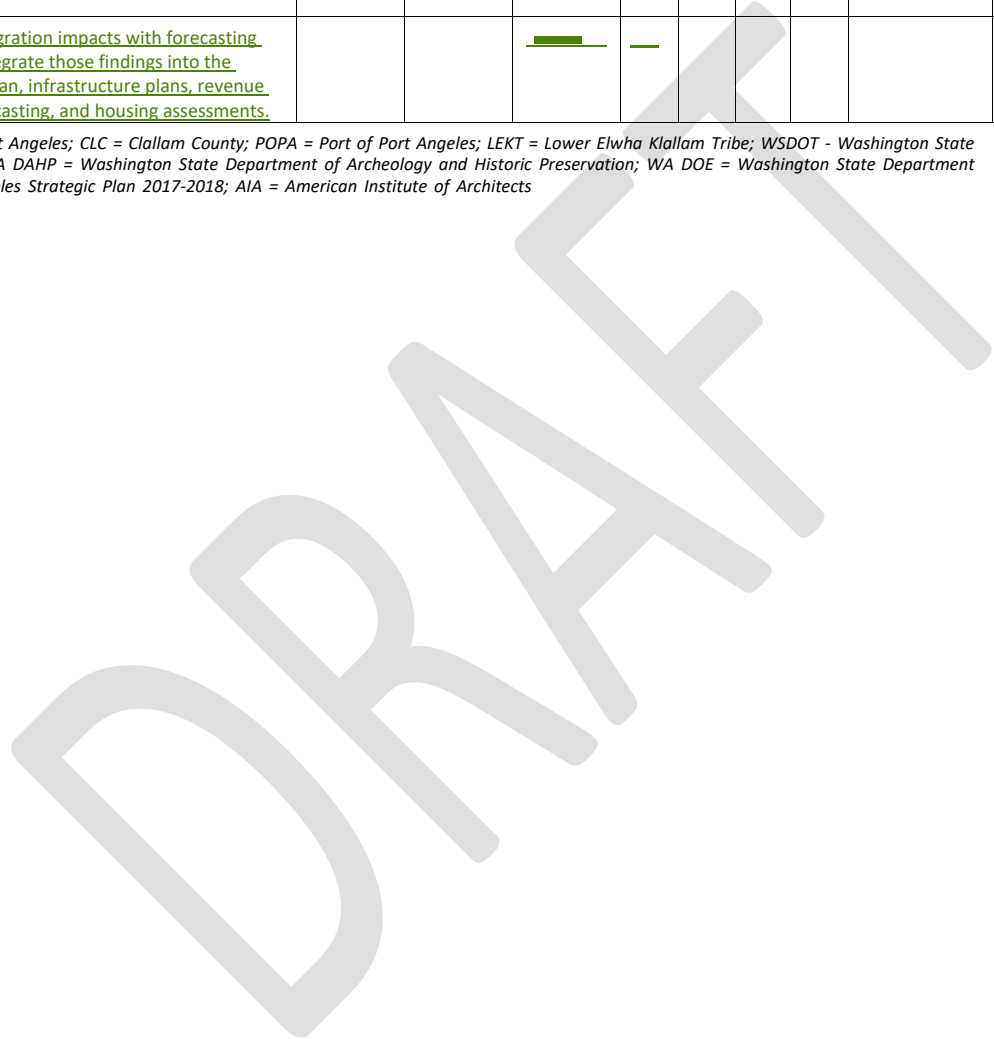 gration impacts with forecasting
egrate those findings into the
an, infrastructure plans, revenue
casting, and housing assessments.
t Angeles; CLC = Clallam County; POPA = Port of Port Angeles; LEKT = Lower Elwha Klallam Tribe; WSDOT - Washington State
A DAHP = Washington State Department of Archeology and Historic Preservation; WA DOE = Washington State Department
les Strategic Plan 2017-2018; AIA = American Institute of Architects
DRAFT